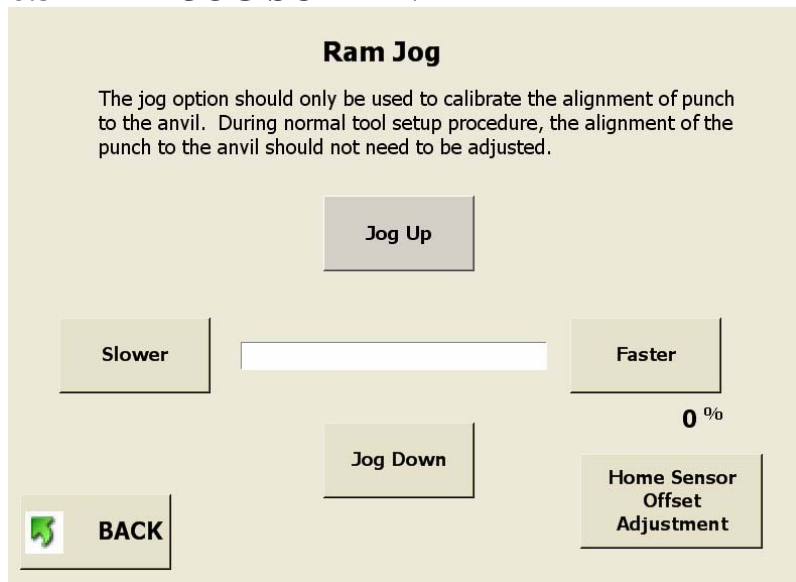 Ram Jog
The jog option should only be used to calibrate the alignment of punch
to the anvil. During normal tool setup procedure, the alignment of the
punch to the anvil should not need to be adjusted.
Jog Up
Slower
Faster
0 %
Jog Down
Home Sensor
Offset
Adjustment
BACK